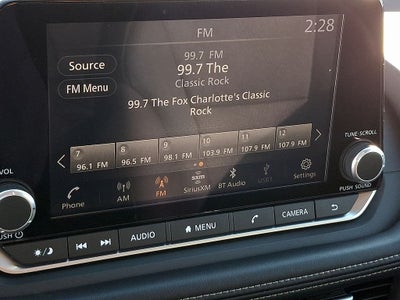 FM
2:28
99.7 FM
Source
99.7 The
Classic Rock
FM Menu
99.7 The Fox Charlotte's Classic
Rock
7 8 9 10 11 12
96.1 FM 96.5 FM 98.1 FM 103.9 FM 107.9 FM 107.9 FM
sxm
Phone AM FM SiriusXM BT Audio USB1 Settings
VOL
PUSH
TUNE·SCROLL
PUSH SOUND
AUDIO MENU CAMERA